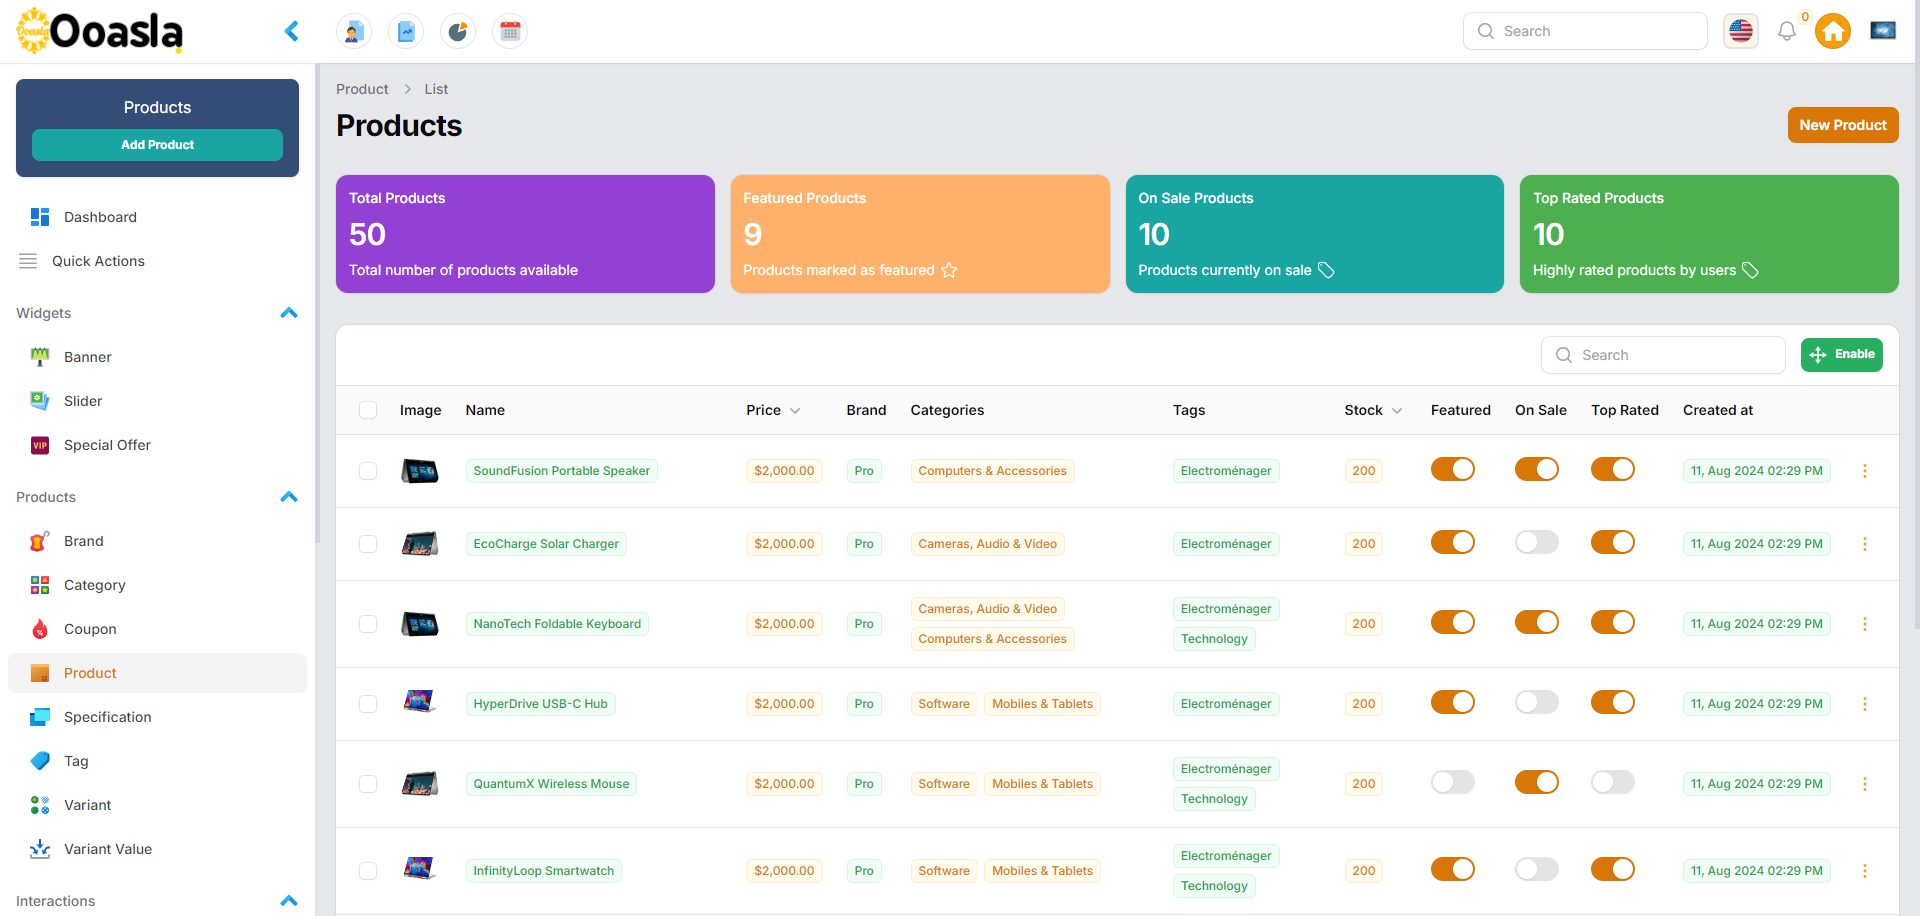 Ooasla
Search
0
Products
Add Product
Dashboard
Quick Actions
Widgets
Banner
Slider
VIP
Special Offer
Products
Brand
Category
Coupon
Product
Specification
Tag
Variant
Variant Value
Interactions
Product > List
Products
New Product
Total Products
50
Total number of products available
Featured Products
9
Products marked as featured
On Sale Products
10
Products currently on sale
Top Rated Products
10
Highly rated products by users
Search
Enable
Image Name Price Brand Categories Tags Stock Featured On Sale Top Rated Created at
SoundFusion Portable Speaker $2,000.00 Pro Computers & Accessories Electroménager 200 11, Aug 2024 02:29 PM
EcoCharge Solar Charger $2,000.00 Pro Cameras, Audio & Video Electroménager 200 11, Aug 2024 02:29 PM
Cameras, Audio & Video Electroménager
NanoTech Foldable Keyboard $2,000.00 Pro 200 11, Aug 2024 02:29 PM
Computers & Accessories Technology
HyperDrive USB-C Hub $2,000.00 Pro Software Mobiles & Tablets Electroménager 200 11, Aug 2024 02:29 PM
Electroménager
QuantumX Wireless Mouse $2,000.00 Pro Software Mobiles & Tablets 200 11, Aug 2024 02:29 PM
Technology
Electroménager
InfinityLoop Smartwatch $2,000.00 Pro Software Mobiles & Tablets 200 11, Aug 2024 02:29 PM
Technology